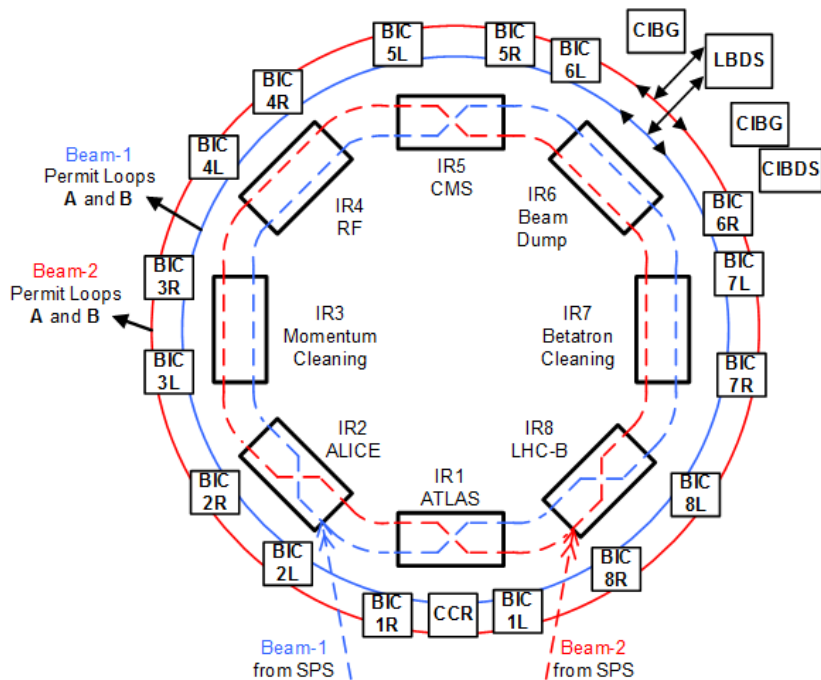 BIC
5L
BIC
5R
BIC
6L
CIBG
LBDS
CIBG
CIBDS
BIC
4R
BIC
4L
Beam-1
Permit Loops
A and B
Beam-2
Permit Loops
A and B
BIC
3R
BIC
3L
BIC
2R
BIC
2L
BIC
1R
CCR
BIC
1L
BIC
8R
BIC
8L
BIC
7R
BIC
7L
BIC
6R
IR5
CMS
IR4
RF
IR6
Beam
Dump
IR3
Momentum
Cleaning
IR7
Betatron
Cleaning
IR2
ALICE
IR8
LHC-B
IR1
ATLAS
Beam-1
from SPS
Beam-2
from SPS